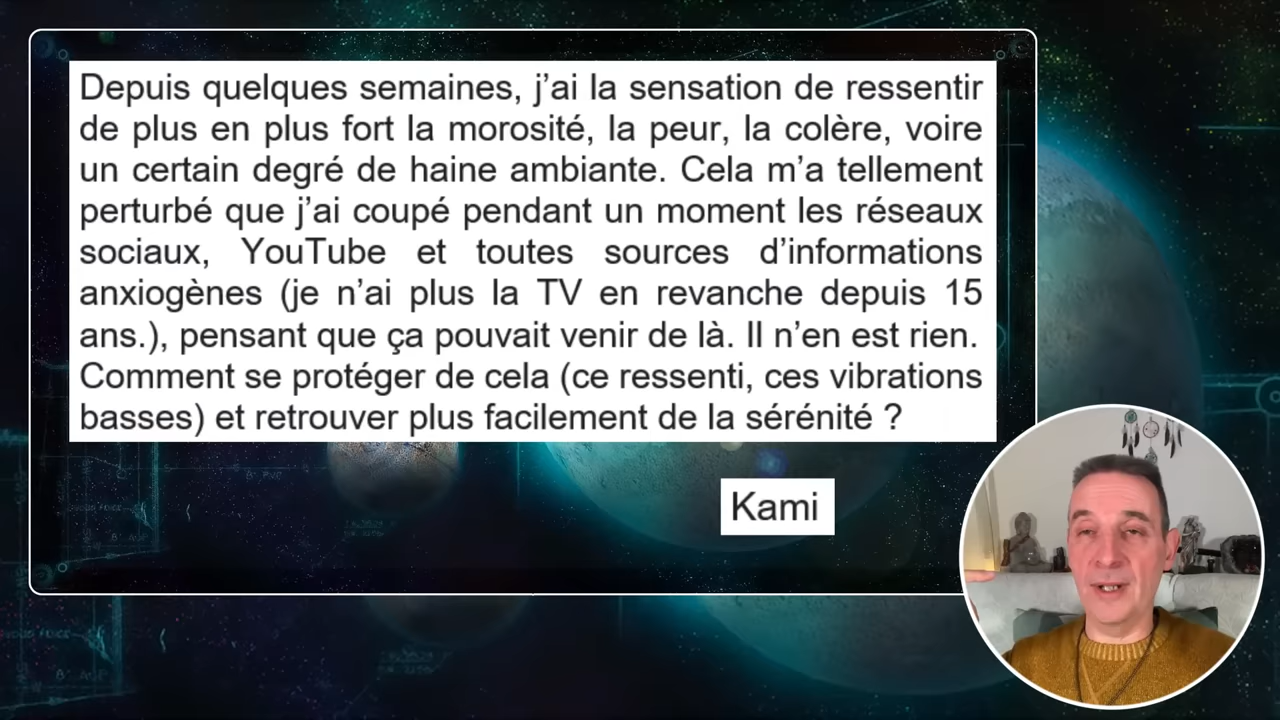 Depuis quelques semaines, j’ai la sensation de ressentir
de plus en plus fort la morosité, la peur, la colère, voire
un certain degré de haine ambiante. Cela m’a tellement
perturbé que j’ai coupé pendant un moment les réseaux
sociaux, YouTube et toutes sources d’informations
anxiogènes (je n’ai plus la TV en revanche depuis 15
ans.), pensant que ça pouvait venir de là. Il n’en est rien.
Comment se protéger de cela (ce ressenti, ces vibrations
basses) et retrouver plus facilement de la sérénité ?
Kami